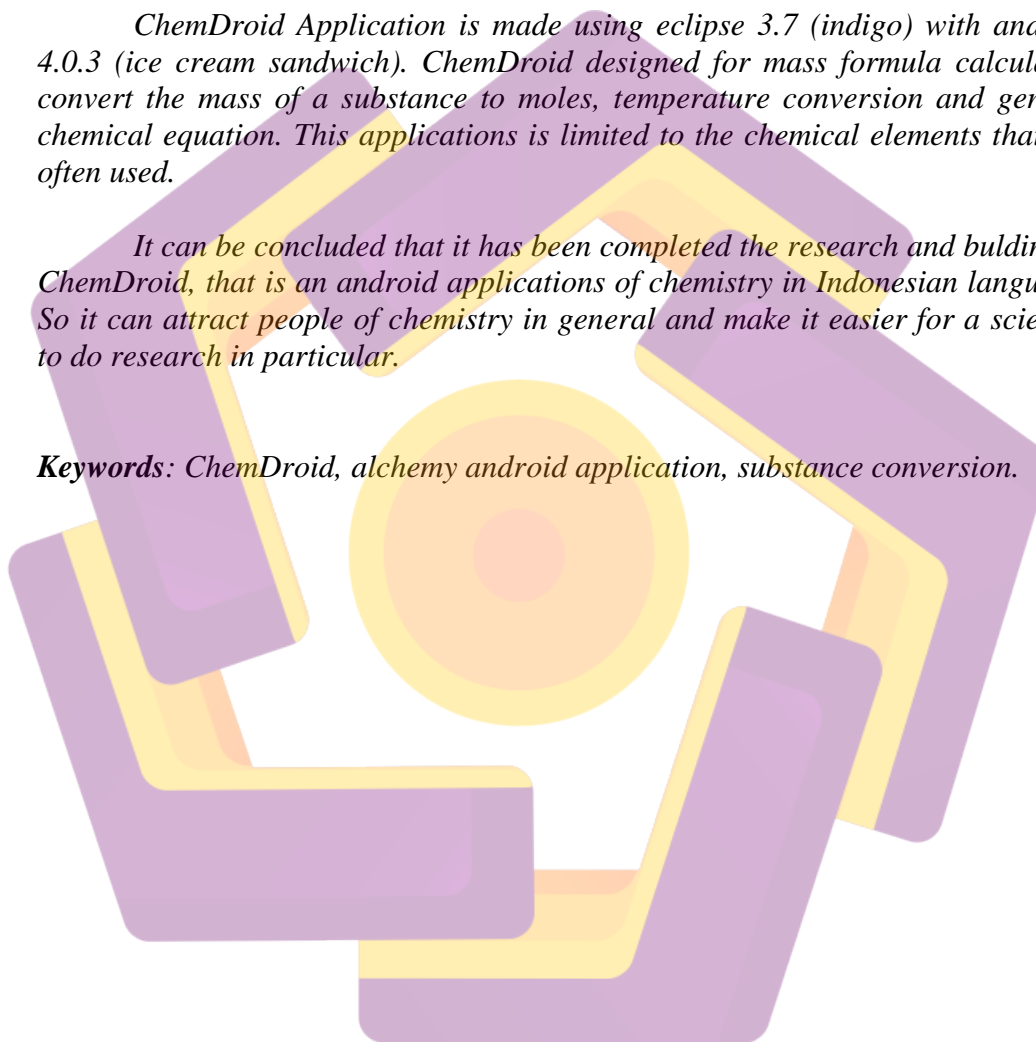 ChemDroid Application is made using eclipse 3.7 (indigo) with and
4.0.3 (ice cream sandwich). ChemDroid designed for mass formula calcul
convert the mass of a substance to moles, temperature conversion and gen
chemical equation. This applications is limited to the chemical elements tha
often used.
It can be concluded that it has been completed the research and buldin
ChemDroid, that is an android applications of chemistry in Indonesian langu
So it can attract people of chemistry in general and make it easier for a scie
to do research in particular.
Keywords: ChemDroid, alchemy android application, substance conversion.